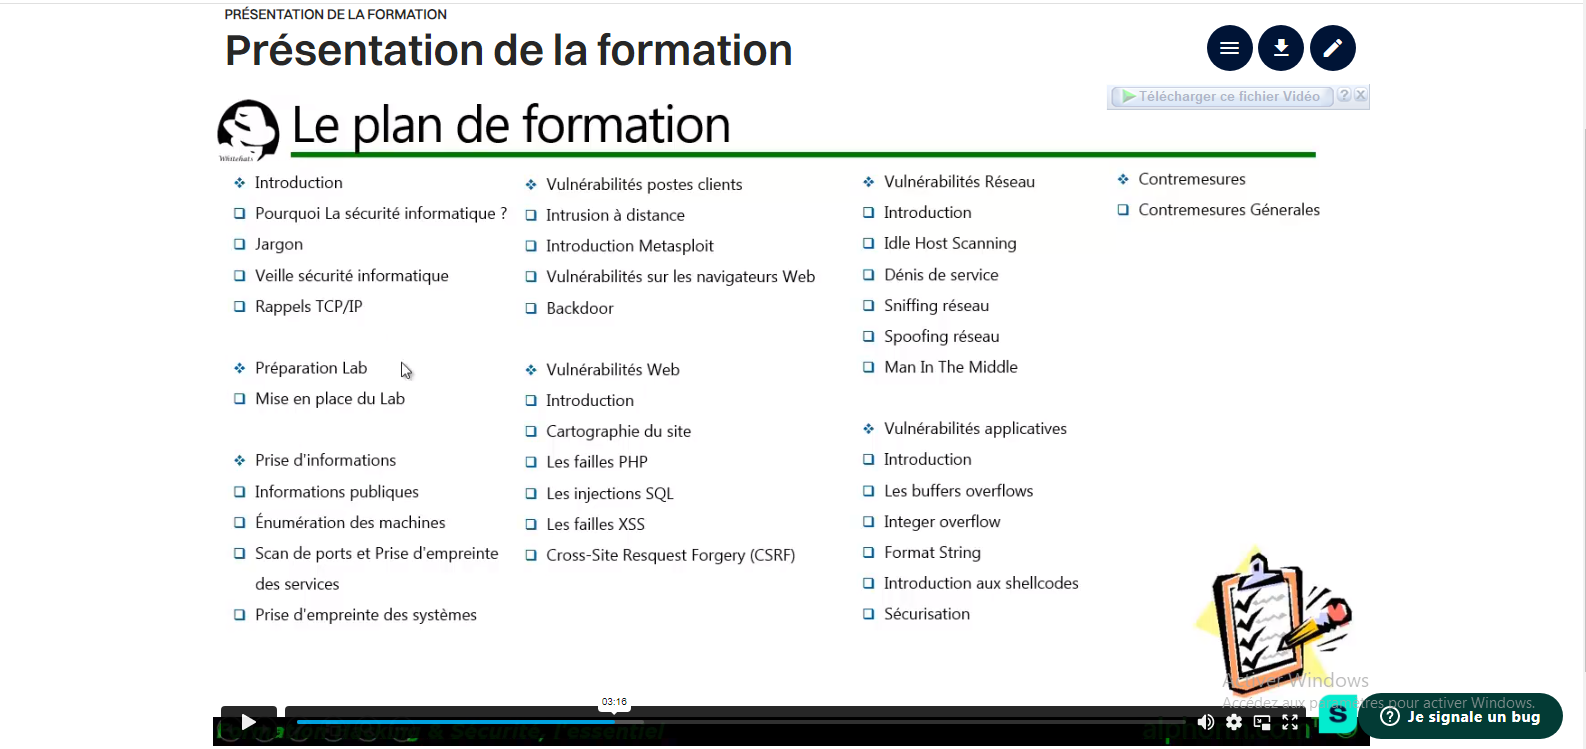 PRÉSENTATION DE LA FORMATION
Présentation de la formation
Télécharger ce fichier Vidéo ? X
Whitehats
Le plan de formation
Introduction
Pourquoi La sécurité informatique ?
Jargon
Veille sécurité informatique
Rappels TCP/IP
Préparation Lab
Mise en place du Lab
Prise d'informations
Informations publiques
Énumération des machines
Scan de ports et Prise d'empreinte
des services
Prise d'empreinte des systèmes
Vulnérabilités postes clients
Intrusion à distance
Introduction Metasploit
Vulnérabilités sur les navigateurs Web
Backdoor
Vulnérabilités Web
Introduction
Cartographie du site
Les failles PHP
Les injections SQL
Les failles XSS
Cross-Site Resquest Forgery (CSRF)
Vulnérabilités Réseau
Introduction
Idle Host Scanning
Dénis de service
Sniffing réseau
Spoofing réseau
Man In The Middle
Vulnérabilités applicatives
Introduction
Les buffers overflows
Integer overflow
Format String
Introduction aux shellcodes
Sécurisation
Contremesures
Contremesures Génerales
03:16
Hacking & Sécurité, l'essentiel
Windows
Accédez aux
pour activer Windows.
S
Je signale un bug